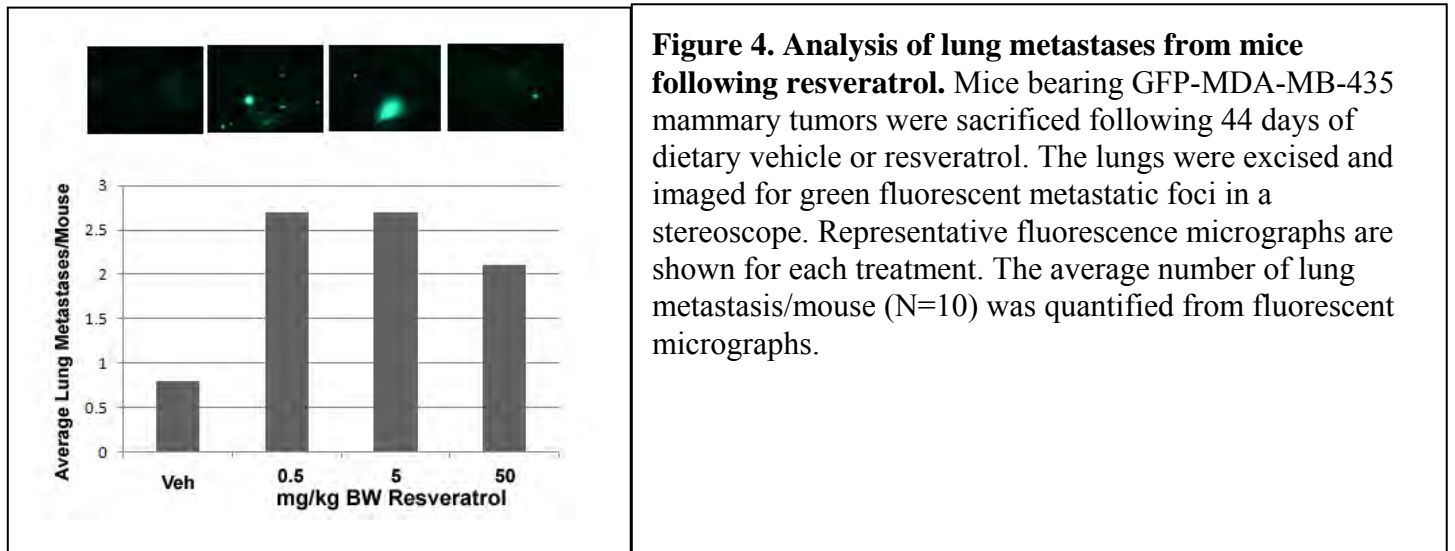 Average Lung Metastases/Mouse
3
2.5
2
1.5
1
0.5
0
Veh 0.5 5 50
mg/kg BW Resveratrol
Figure 4. Analysis of lung metastases from mice
following resveratrol. Mice bearing GFP-MDA-MB-435
mammary tumors were sacrificed following 44 days of
dietary vehicle or resveratrol. The lungs were excised and
imaged for green fluorescent metastatic foci in a
stereoscope. Representative fluorescence micrographs are
shown for each treatment. The average number of lung
metastasis/mouse (N=10) was quantified from fluorescent
micrographs.